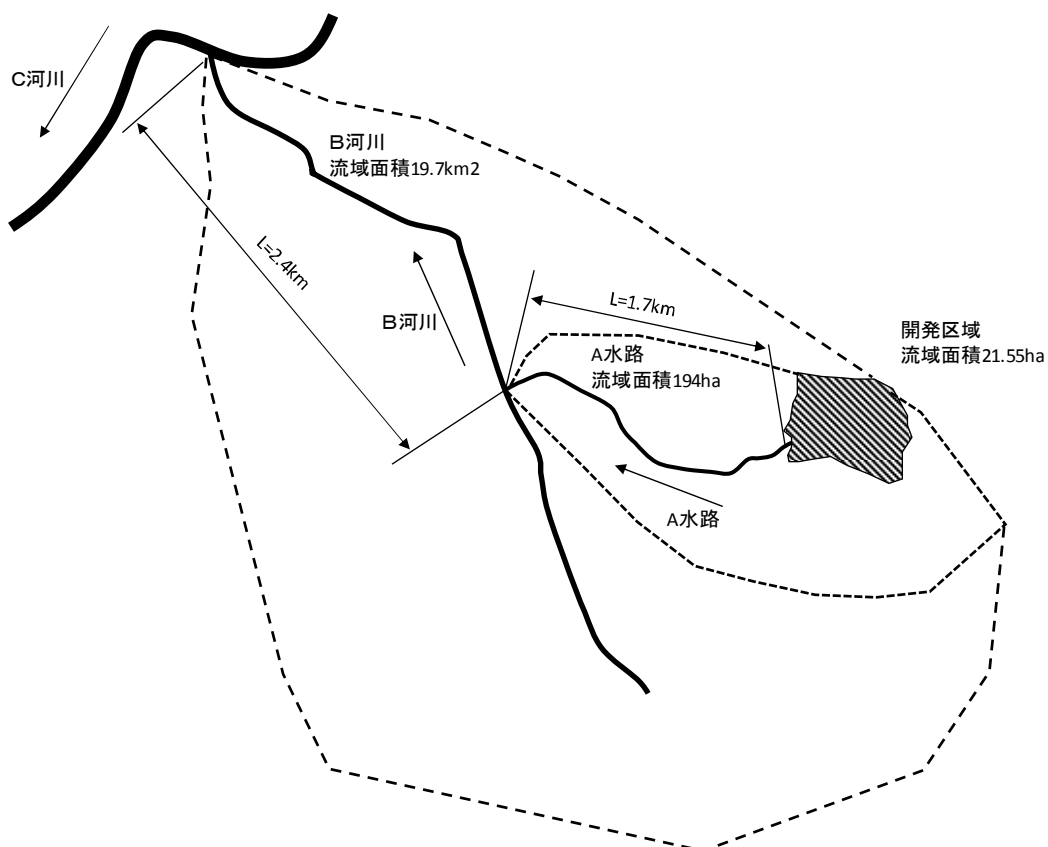 C河川
B河川
流域面積19.7km2
L=2.4km
B河川
L=1.7km
開発区域
流域面積21.55ha
A水路
流域面積194ha
A水路